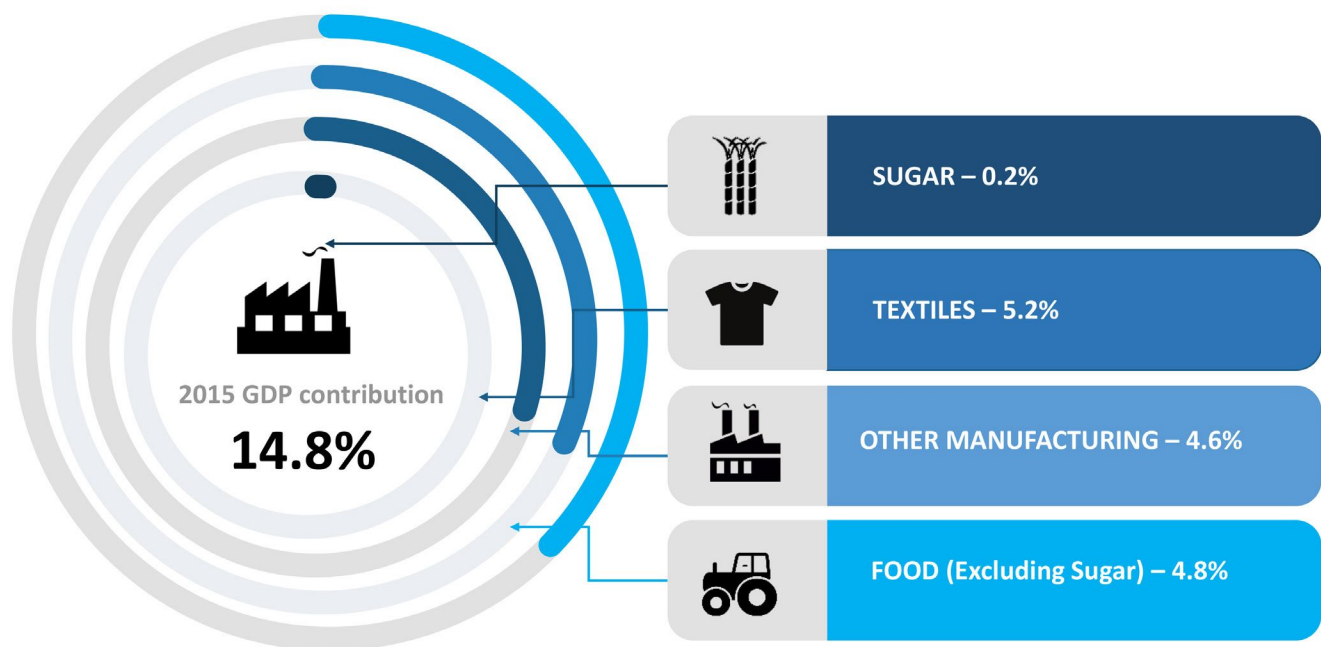 2015 GDP contribution
14.8%
SUGAR – 0.2%
TEXTILES – 5.2%
OTHER MANUFACTURING – 4.6%
FOOD (Excluding Sugar) – 4.8%